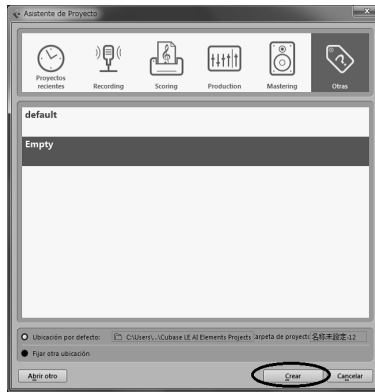 Asistente de Proyecto
Proyectos recientes
Recording
Scoring
Production
Mastering
Otras
default
Empty
Ubicación por defecto: C:\Users\...\Cubase LE AI Elements Projects arpeta de proyecto 名称未設定-12
Fijar otra ubicación
Abrir otro
Crear
Cancelar